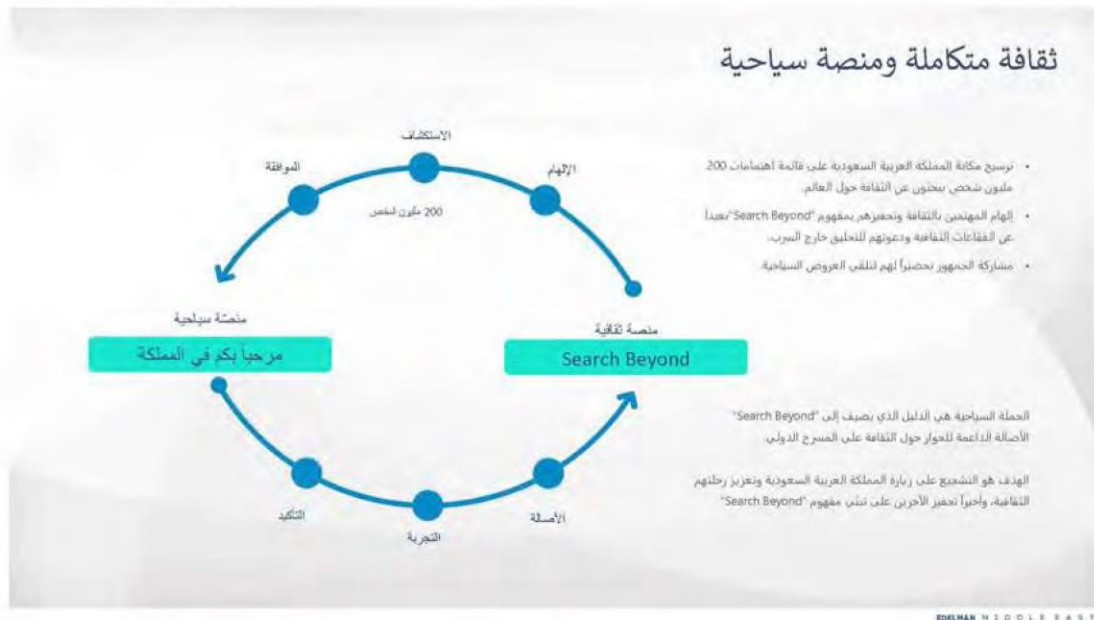 ثقافة متكاملة ومنصة سياحية
• ترسيخ مكانة المملكة العربية السعودية على قائمة اهتمامات 200
مليون شخص يبحثون عن الثقافة حول العالم.
• إلهام المهتمين بالثقافة وتحفيزهم بمفهوم "Search Beyond" بعيداً
عن الفقاعات الثقافية ودعوتهم للتحليق خارج السرب.
• مشاركة الجمهور تحضيراً لهم لتلقي العروض السياحية.
الاستكشاف
الإلهام
الموافقة
200 مليون شخص
منصة ثقافية
Search Beyond
منصّة سياحية
مرحباً بكم في المملكة
التأكيد
التجربة
الأصالة
الحملة السياحية هي الدليل الذي يضيف إلى "Search Beyond"
الأصالة الداعمة للحوار حول الثقافة على المسرح الدولي.
الهدف هو التشجيع على زيارة المملكة العربية السعودية وتعزيز رحلتهم
الثقافية، وأخيراً تحفيز الآخرين على تبنّي مفهوم "Search Beyond"
EDELMAN MIDDLE EAST